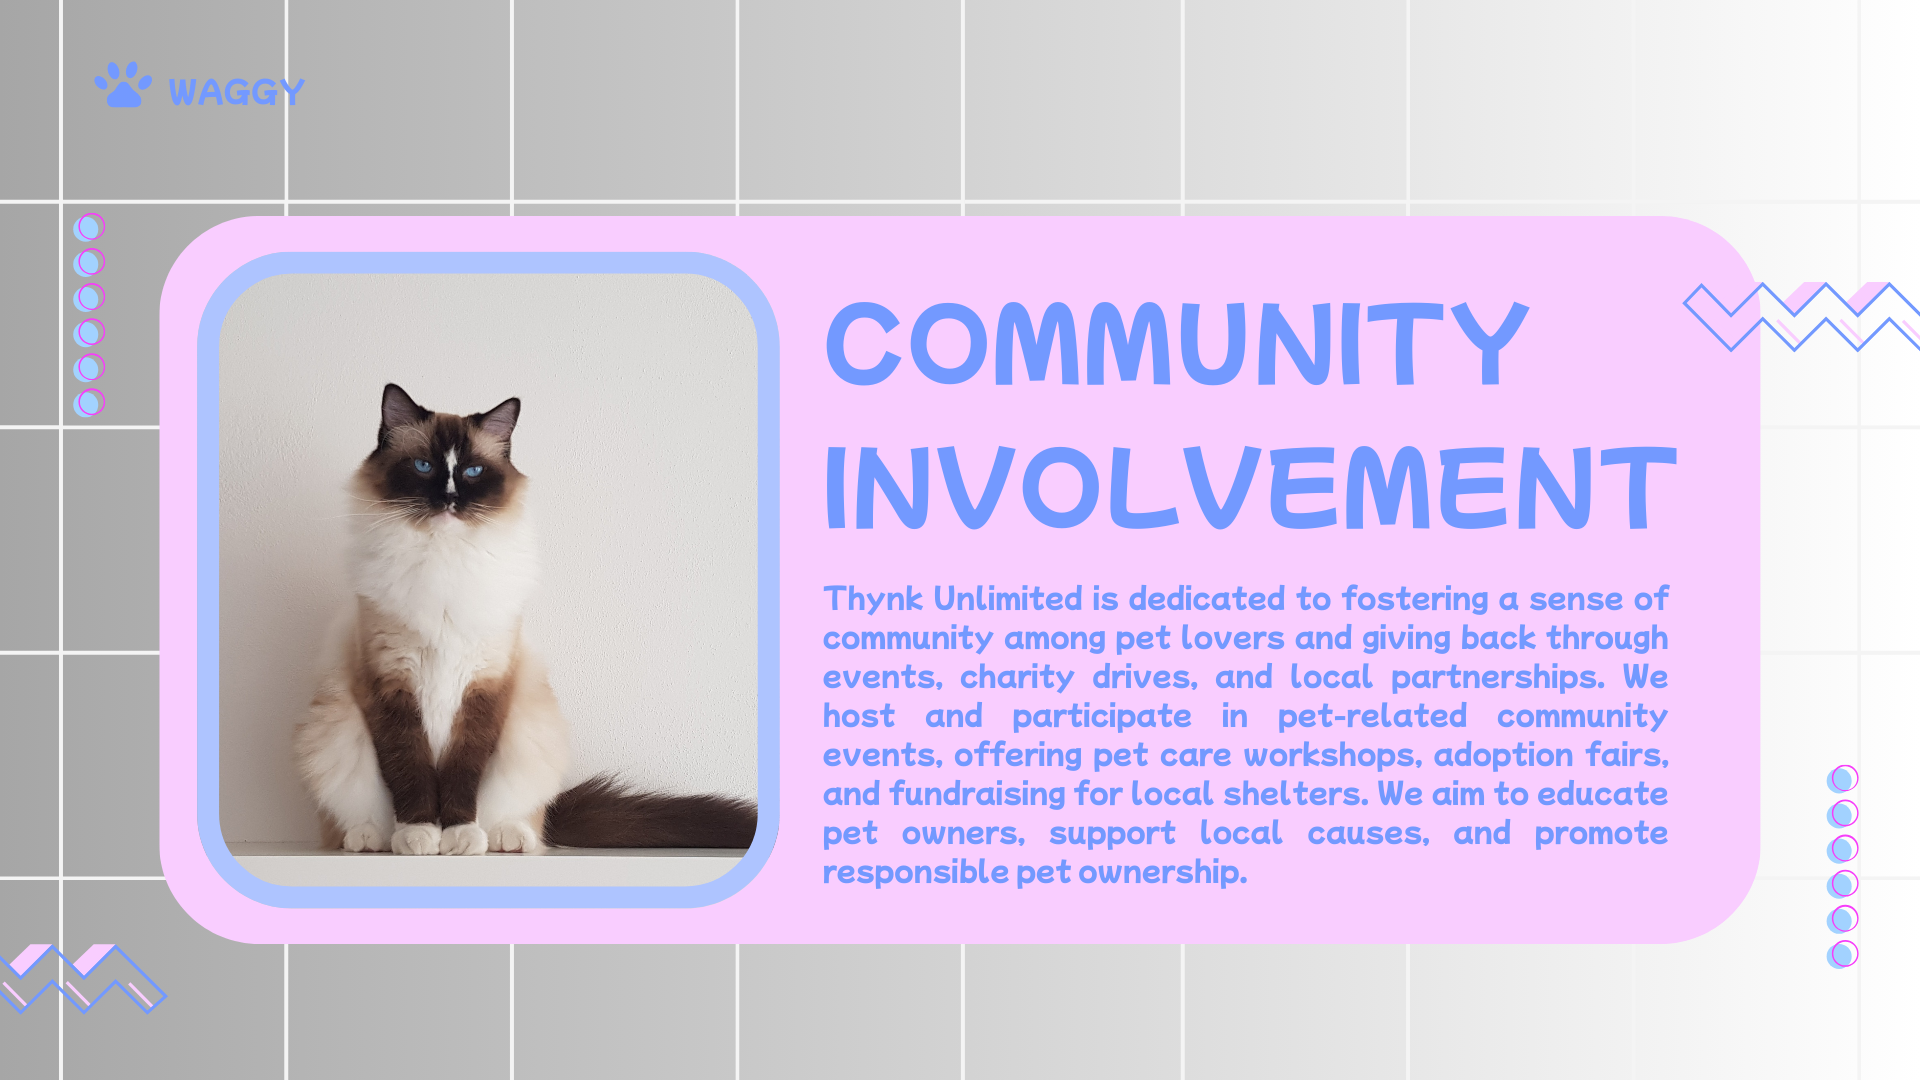 WAGGY
COMMUNITY
INVOLVEMENT
Thynk Unlimited is dedicated to fostering a sense of
community among pet lovers and giving back through
events, charity drives, and local partnerships. We
host and participate in pet-related community
events, offering pet care workshops, adoption fairs,
and fundraising for local shelters. We aim to educate
pet owners, support local causes, and promote
responsible pet ownership.